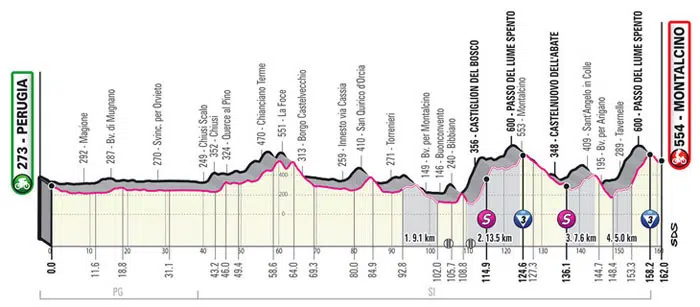 273 - PERUGIA
292 - Magione
287 - Bv. di Mugnano
270 - Svinc. per Orvieto
249 - Chiusi Scalo
352 - Chiusi
324 - Querce al Pino
470 - Chianciano Terme
551 - La Foce
313 - Borgo Castelvecchio
259 - Innesto via Cassia
410 - San Quirico d'Orcia
271 - Torrenieri
149 - Bv. per Montalcino
146 - Buonconvento
240 - Bibbiano
356 - CASTIGLION DEL BOSCO
600 - PASSO DEL LUME SPENTO
553 - Montalcino
348 - CASTELNUOVO DELL'ABATE
409 - Sant'Angelo in Colle
195 - Bv. per Argiano
289 - Tavernelle
600 - PASSO DEL LUME SPENTO
554 - MONTALCINO
400
200
0
S
3
S
3
1. 9.1 km
2. 13.5 km
3. 7.6 km
4. 5.0 km
0 10 20 30 40 50 60 70 80 90 100 110 120 130 140 150 160
0.0
11.6
18.8
31.1
43.2
46.0
49.4
58.6
64.0
69.3
80.0
84.9
92.8
102.0
105.7
108.8
114.9
124.6
127.3
136.1
144.7
148.5
153.3
158.2
162.0
SDS
PG
SI